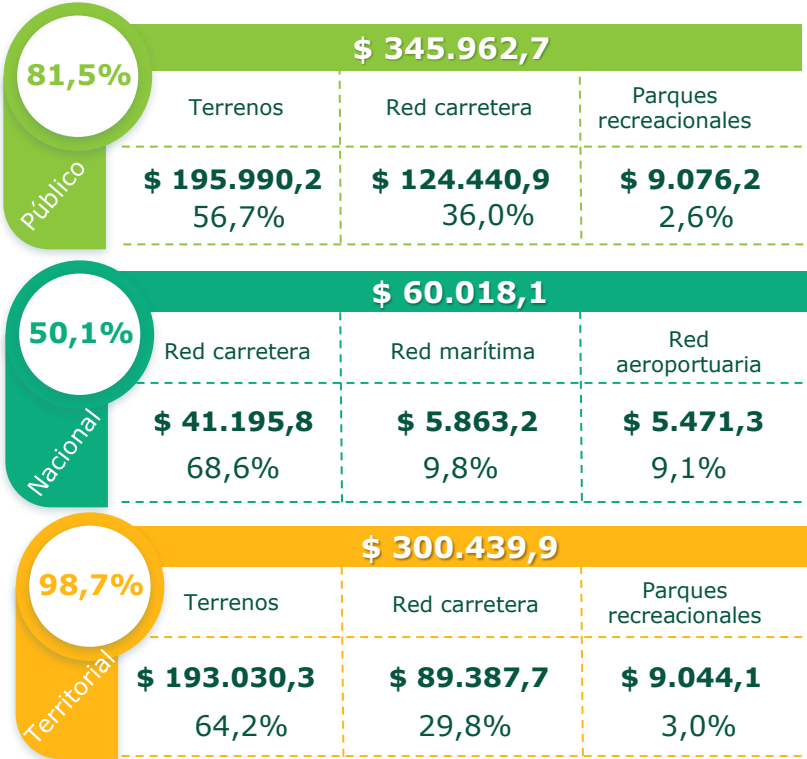 81,5%
Público
$ 345.962,7
Terrenos
Red carretera
Parques
recreacionales
$ 195.990,2
$ 124.440,9
$ 9.076,2
56,7%
36,0%
2,6%
50,1%
Nacional
$ 60.018,1
Red carretera
Red marítima
Red
aeroportuaria
$ 41.195,8
$ 5.863,2
$ 5.471,3
68,6%
9,8%
9,1%
98,7%
Territorial
$ 300.439,9
Terrenos
Red carretera
Parques
recreacionales
$ 193.030,3
$ 89.387,7
$ 9.044,1
64,2%
29,8%
3,0%